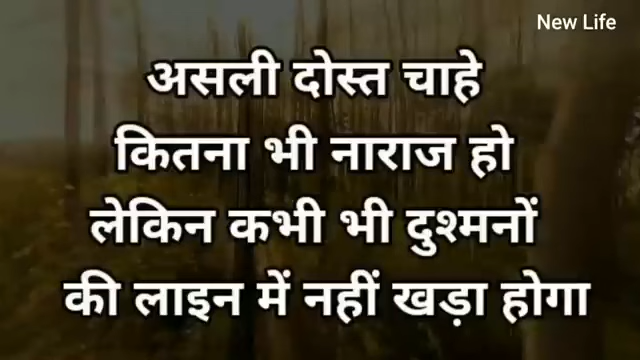 New Life
असली दोस्त चाहे
कितना भी नाराज हो
लेकिन कभी भी दुश्मनों
की लाइन में नहीं खड़ा होगा